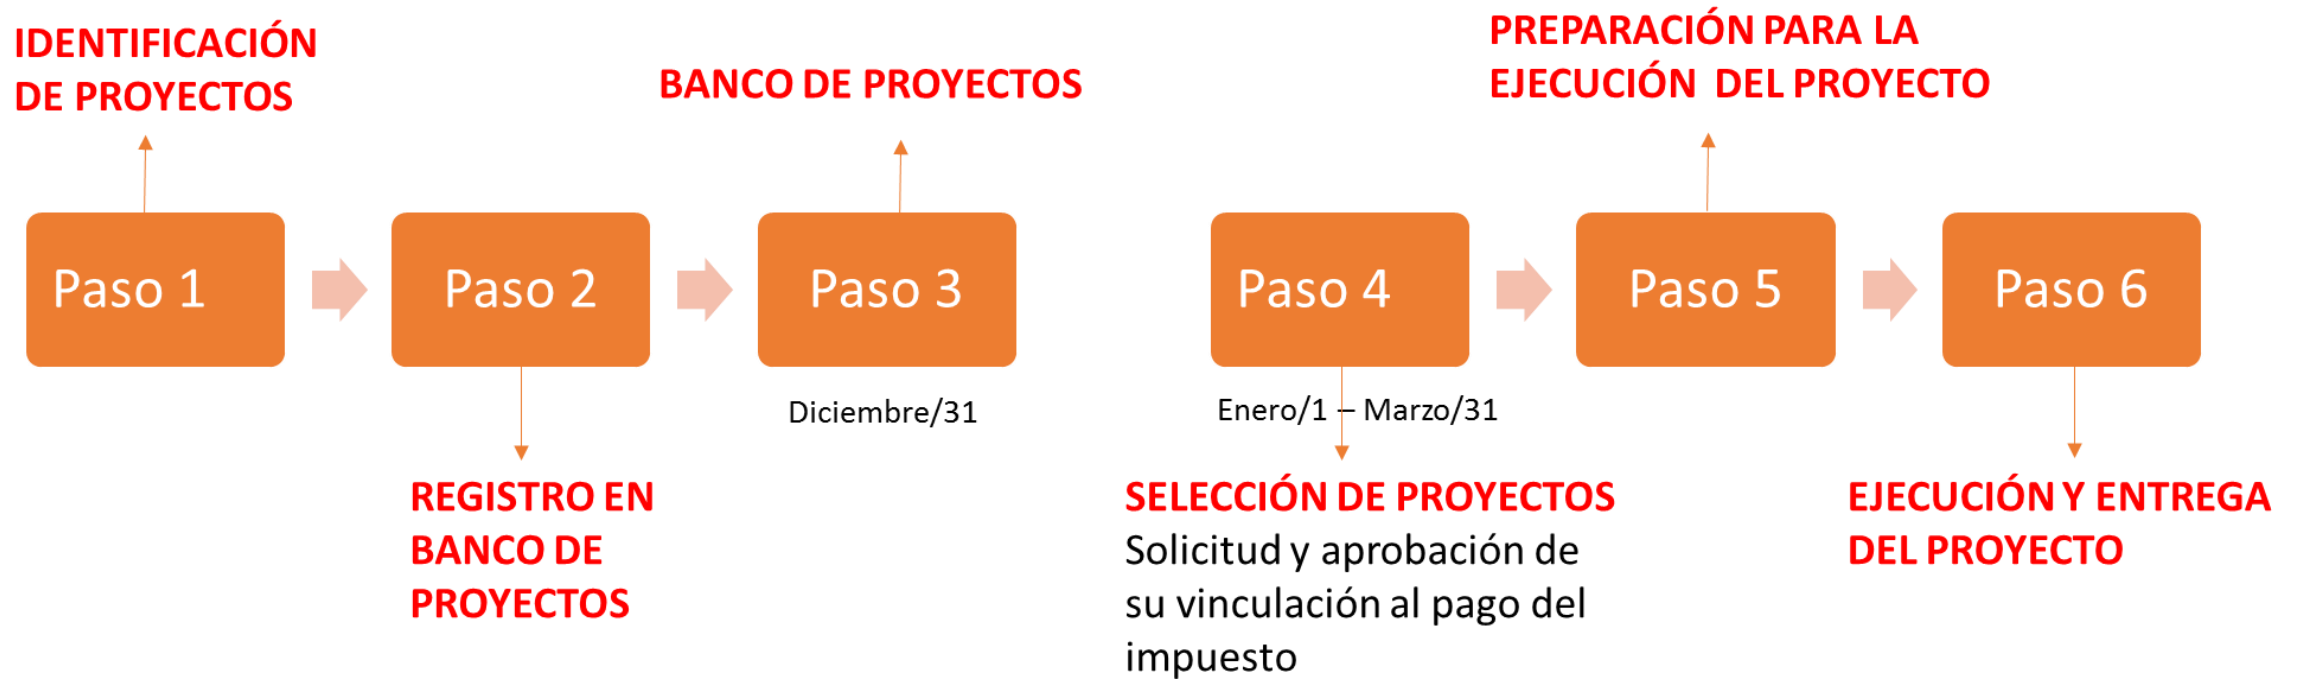 IDENTIFICACIÓN
DE PROYECTOS
BANCO DE PROYECTOS
PREPARACIÓN PARA LA
EJECUCIÓN DEL PROYECTO
Paso 1
Paso 2
Paso 3
Paso 4
Paso 5
Paso 6
Diciembre/31
Enero/1 – Marzo/31
REGISTRO EN
BANCO DE
PROYECTOS
SELECCIÓN DE PROYECTOS
Solicitud y aprobación de
su vinculación al pago del
impuesto
EJECUCIÓN Y ENTREGA
DEL PROYECTO